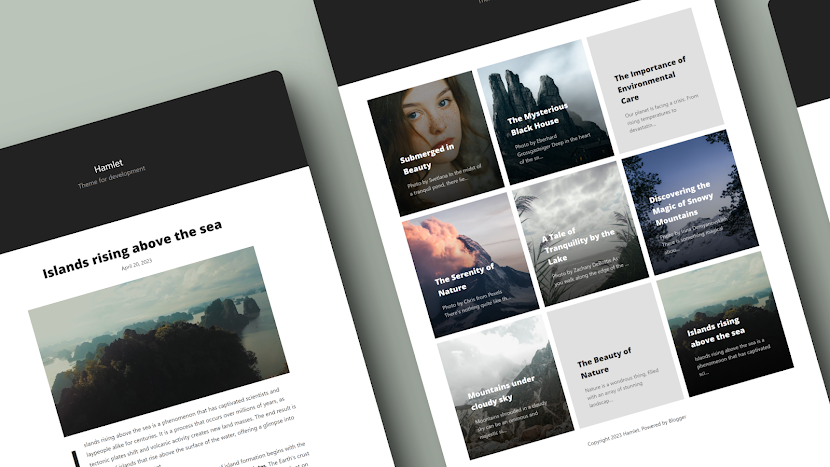 Hamlet
Theme for development
Islands rising above the sea
April 20, 2023
slands rising above the sea is a phenomenon that has captivated scientists and
laypeople alike for centuries. It is a process that occurs over millions of years, as
tectonic plates shift and volcanic activity creates new land masses. The end result is
islands that rise above the surface of the water, offering a glimpse into
of island formation begins with the
The Earth's crust
Submerged in
Beauty
Photo by Svetlana In the midst of
a tranquil pond, there lie...
The Mysterious
Black House
Photo by Eberhard
Grossgasteiger Deep in the heart
of the so...
The Importance of
Environmental
Care
Our planet is facing a crisis. From
rising temperatures to
devastatin...
The Serenity of
Nature
Photo by Chris from Pexels
There's nothing quite like th...
A Tale of
Tranquility by the
Lake
Photo by Zachary DeBottis As
you walk along the edge of the ...
Discovering the
Magic of Snowy
Mountains
Photo by Irina
There is something magical
abou...
Mountains under
cloudy sky
Mountains shrouded in a cloudy
sky can be an ominous and
majestic si...
The Beauty of
Nature
Nature is a wondrous thing, filled
with an array of stunning
landscap...
Islands rising
above the sea
Islands rising above the sea is a
phenomenon that has captivated
sci...
Copyright 2023 Hamlet. Powered by Blogger